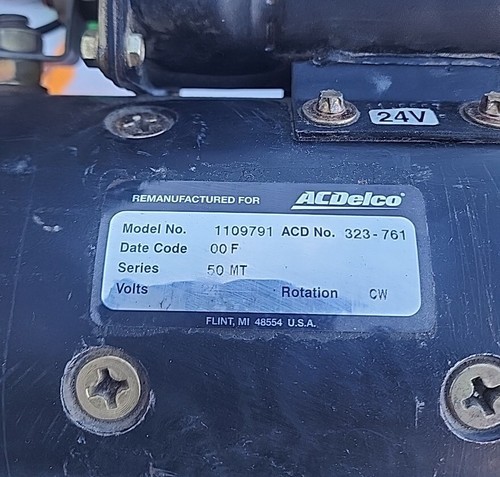 24V
REMANUFACTURED FOR ACDelco
Model No. 1109791 ACD No. 323-761
Date Code 00F
Series 50 MT
Volts Rotation CW
FLINT, MI 48554 U.S.A.